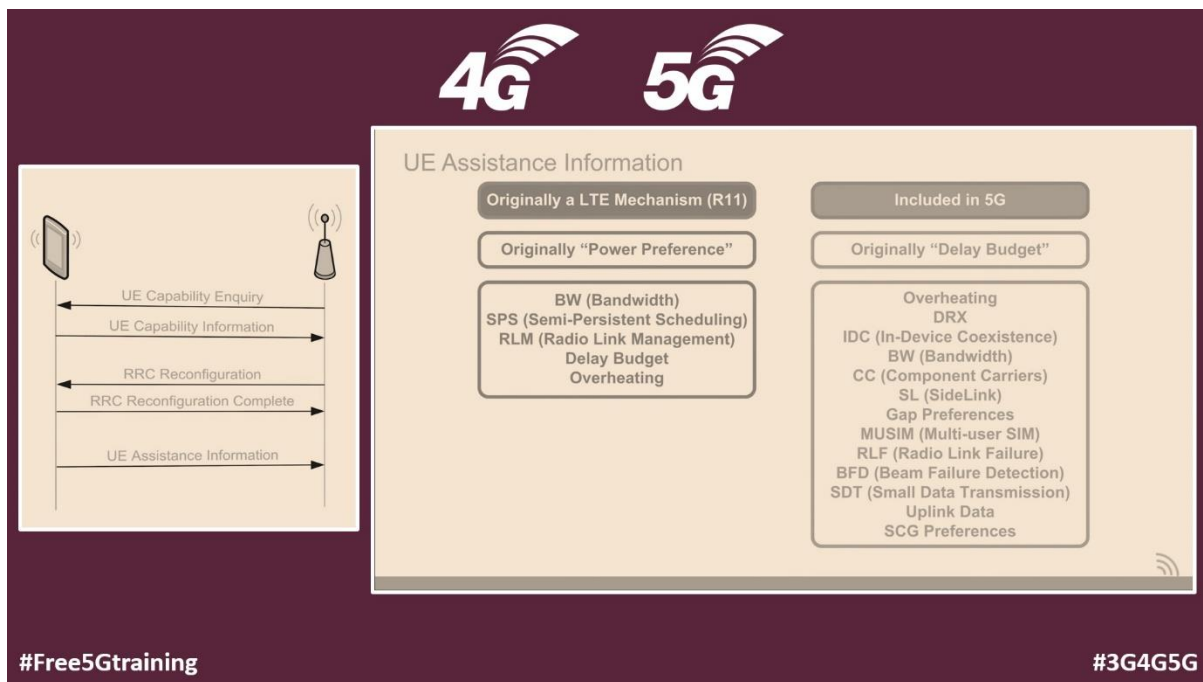 4G 5G
UE Capability Enquiry
UE Capability Information
RRC Reconfiguration
RRC Reconfiguration Complete
UE Assistance Information
UE Assistance Information
Originally a LTE Mechanism (R11)
Originally “Power Preference”
BW (Bandwidth)
SPS (Semi-Persistent Scheduling)
RLM (Radio Link Management)
Delay Budget
Overheating
Included in 5G
Originally “Delay Budget”
Overheating
DRX
IDC (In-Device Coexistence)
BW (Bandwidth)
CC (Component Carriers)
SL (SideLink)
Gap Preferences
MUSIM (Multi-user SIM)
RLF (Radio Link Failure)
BFD (Beam Failure Detection)
SDT (Small Data Transmission)
Uplink Data
SCG Preferences
#Free5Gtraining
#3G4G5G